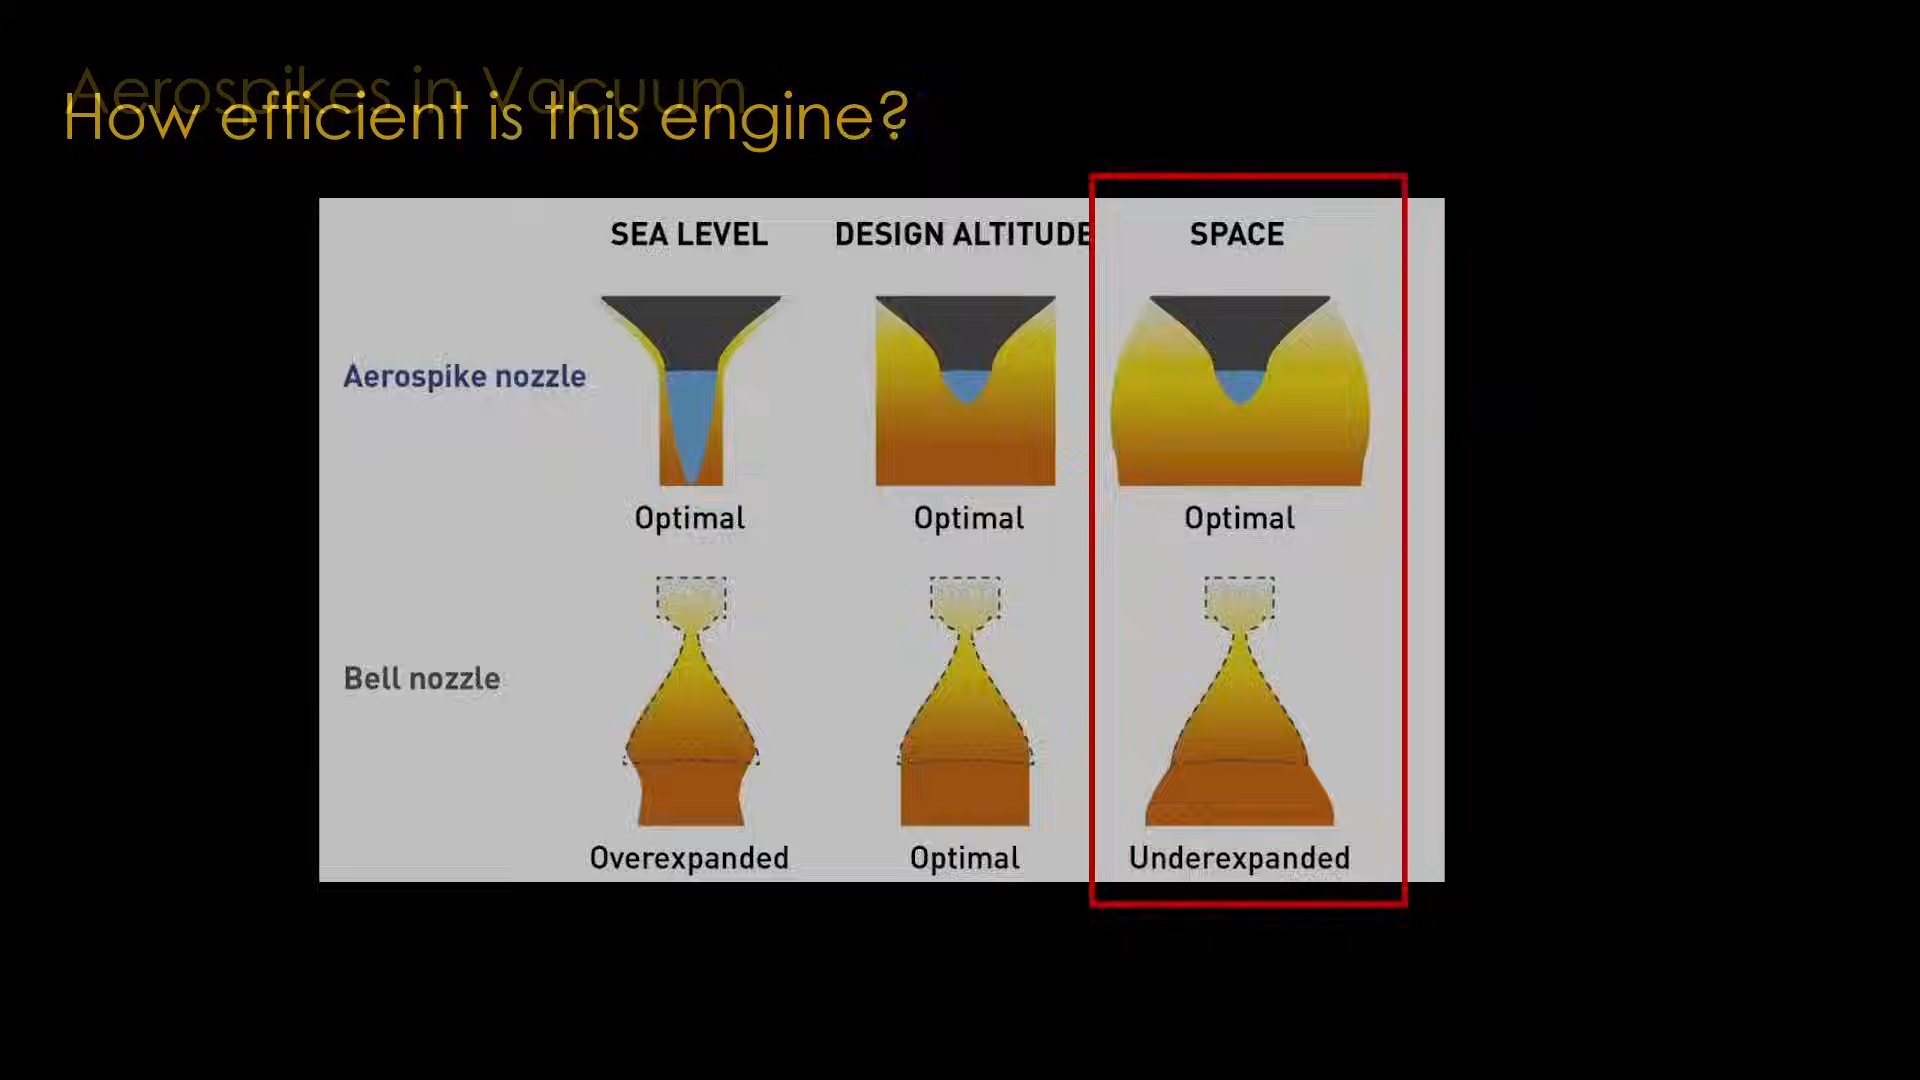 Aerospikes in Vacuum
How efficient is this engine?
SEA LEVEL DESIGN ALTITUDE SPACE
Aerospike nozzle
Optimal Optimal Optimal
Bell nozzle
Overexpanded Optimal Underexpanded